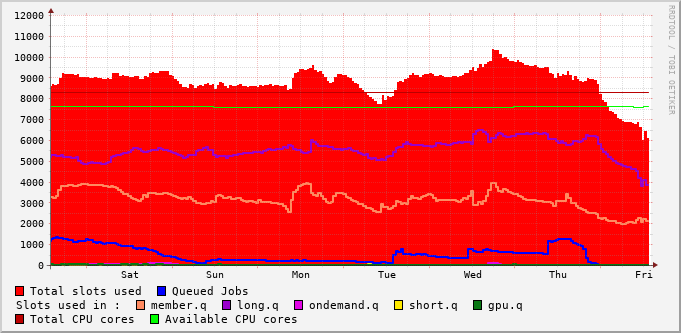 12000
11000
10000
9000
8000
7000
6000
5000
4000
3000
2000
1000
0
Sat Sun Mon Tue Wed Thu Fri
RRDTOOL / TOBI OETIKER
Total slots used Queued Jobs
Slots used in : member.q long.q ondemand.q short.q gpu.q
Total CPU cores Available CPU cores